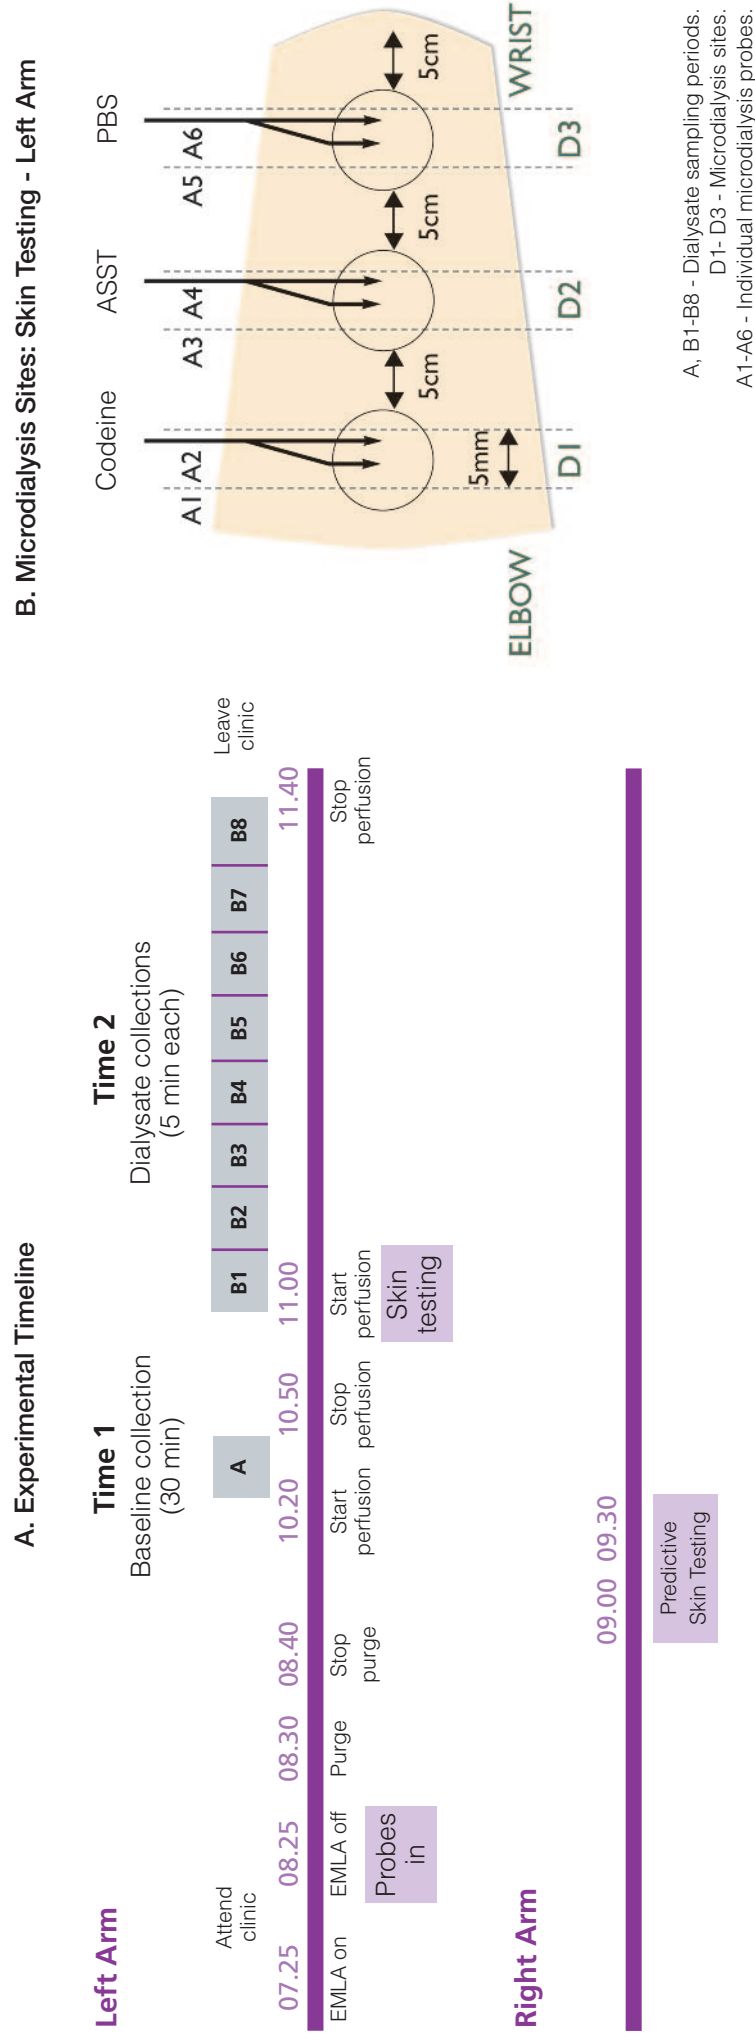 A. Experimental Timeline
Left Arm
Time 1
Baseline collection
(30 min)
Time 2
Dialysate collections
(5 min each)
Attend
clinic
A
B1
B2
B3
B4
B5
B6
B7
B8
Leave
clinic
07.25
08.25
08.30
08.40
10.20
10.50
11.00
11.40
EMLA on
EMLA off
Purge
Stop
purge
Start
perfusion
Stop
perfusion
Start
perfusion
Stop
perfusion
Probes
in
Skin
testing
Right Arm
09.00
09.30
Predictive
Skin Testing
B. Microdialysis Sites: Skin Testing - Left Arm
Codeine
ASST
PBS
A1
A2
A3
A4
A5
A6
5cm
5cm
5cm
5mm
ELBOW
WRIST
D1
D2
D3
A, B1-B8 - Dialysate sampling periods.
D1- D3 - Microdialysis sites.
A1-A6 - Individual microdialysis probes.